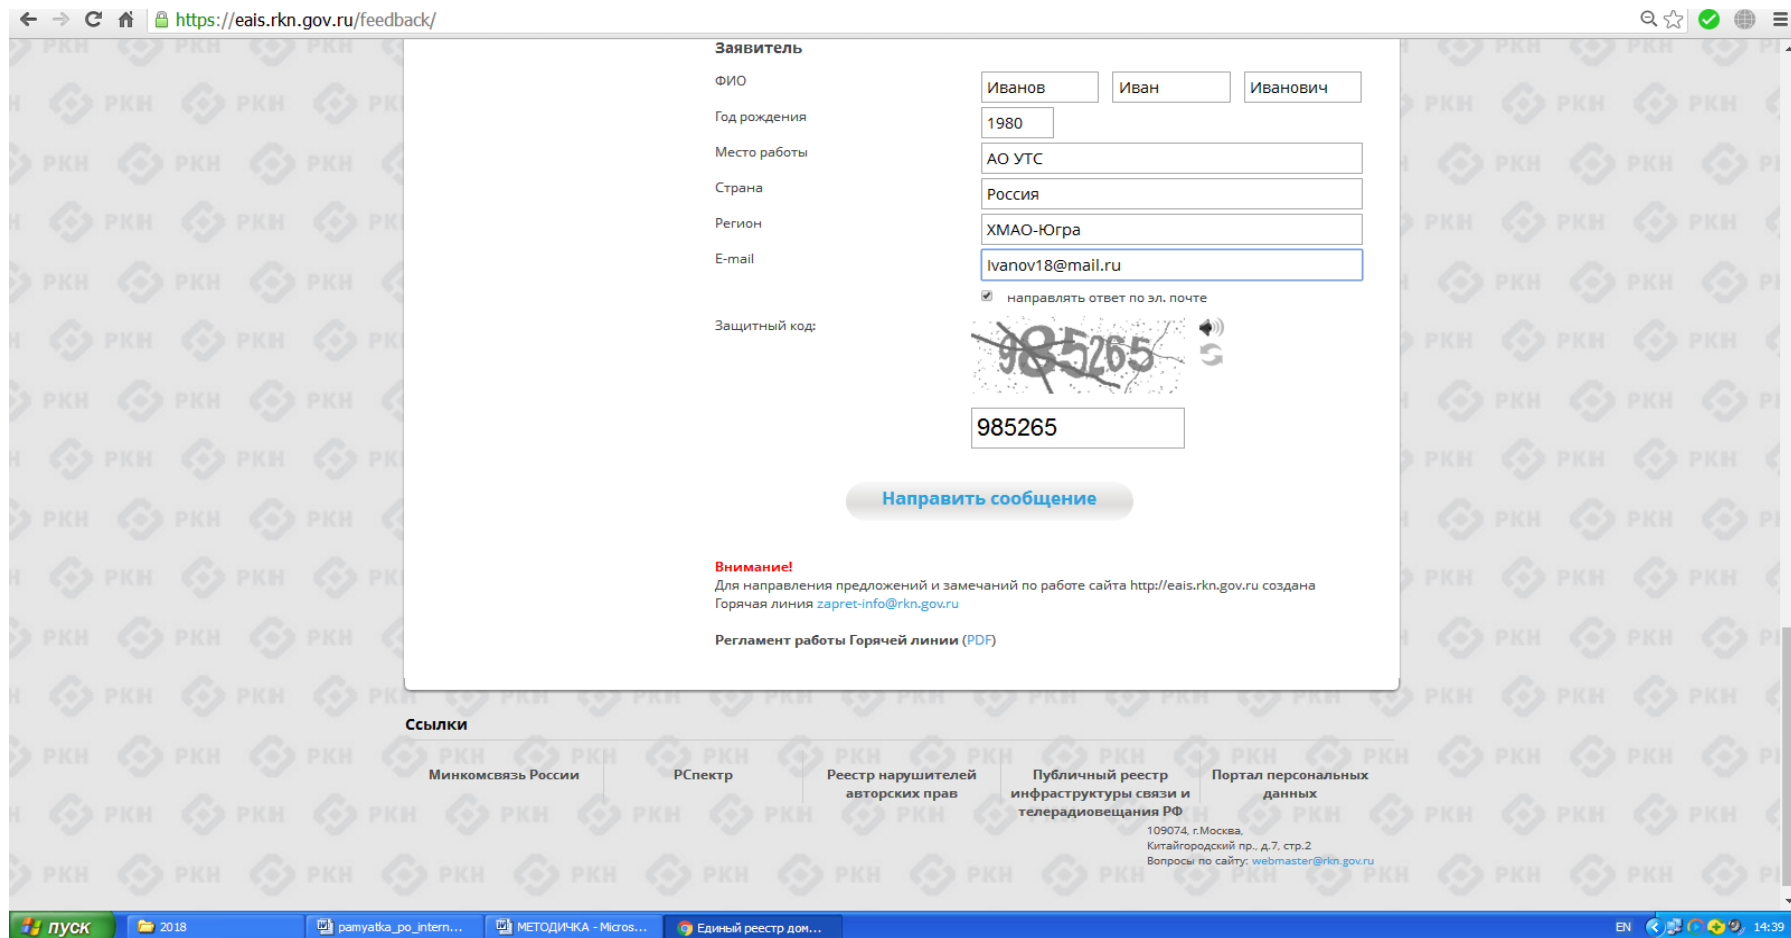 https://eais.rkn.gov.ru/feedback/
Заявитель
ФИО Иванов Иван Иванович
Год рождения 1980
Место работы АО УТС
Страна Россия
Регион ХМАО-Югра
E-mail Ivanov18@mail.ru
направлять ответ по эл. почте
Защитный код: 985265
985265
Направить сообщение
Внимание!
Для направления предложений и замечаний по работе сайта http://eais.rkn.gov.ru создана
Горячая линия zapret-info@rkn.gov.ru
Регламент работы Горячей линии (PDF)
Ссылки
Минкомсвязь России
РСпектр
Реестр нарушителей
авторских прав
Публичный реестр
инфраструктуры связи и
телерадиовещания РФ
Портал персональных
данных
109074, г.Москва,
Китайгородский пр., д.7, стр.2
Вопросы по сайту: webmaster@rkn.gov.ru
РКН
пуск 2018 pamyatka_po_intern... МЕТОДИЧКА - Micros... Единый реестр дом... EN 14:39